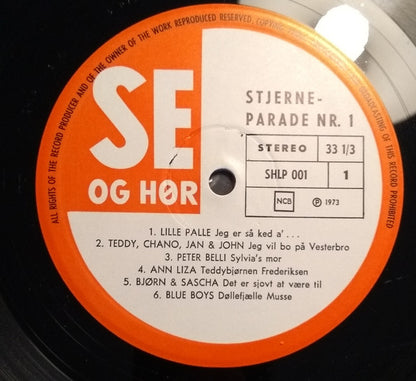 ALL RIGHTS OF THE RECORD PRODUCER AND OF THE OWNER OF THE WORK REPRODUCED RESERVED,
BROADCASTING OF THIS RECORD PROHIBITED
SE
OG HØR
STJERNE-
PARADE NR. 1
STEREO 33 1/3
SHLP 001 1
NCB ℗ 1973
1. LILLE PALLE Jeg er så ked a' . . .
2. TEDDY, CHANO, JAN & JOHN Jeg vil bo på Vesterbro
3. PETER BELLI Sylvia's mor
4. ANN LIZA Teddybjørnen Frederiksen
5. BJØRN & SASCHA Det er sjovt at være til
6. BLUE BOYS Døllefjælle Musse